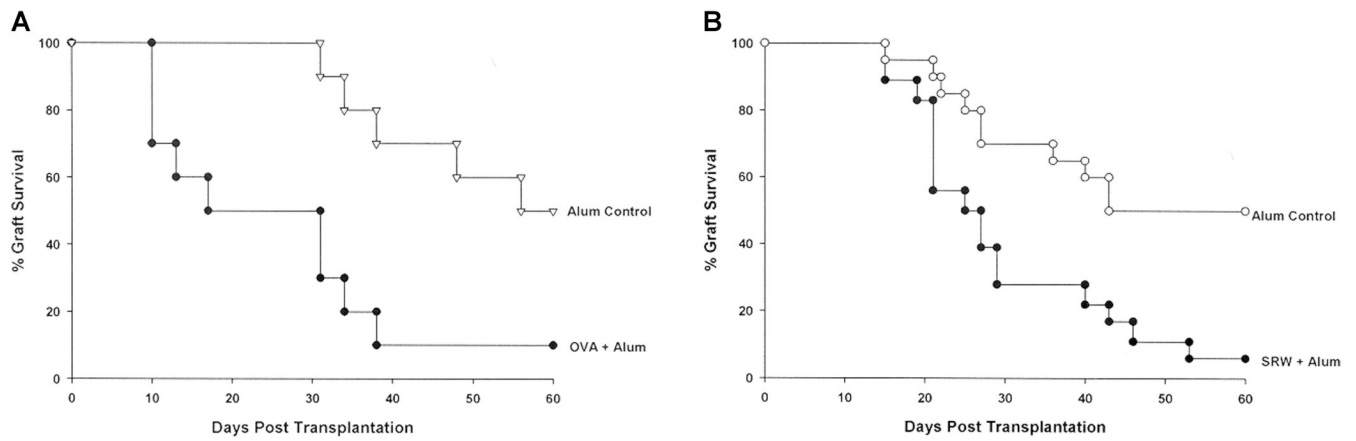 A
B
100
80
60
40
20
0
% Graft Survival
0 10 20 30 40 50 60
Days Post Transplantation
Alum Control
OVA + Alum
100
80
60
40
20
0
% Graft Survival
0 10 20 30 40 50 60
Days Post Transplantation
Alum Control
SRW + Alum